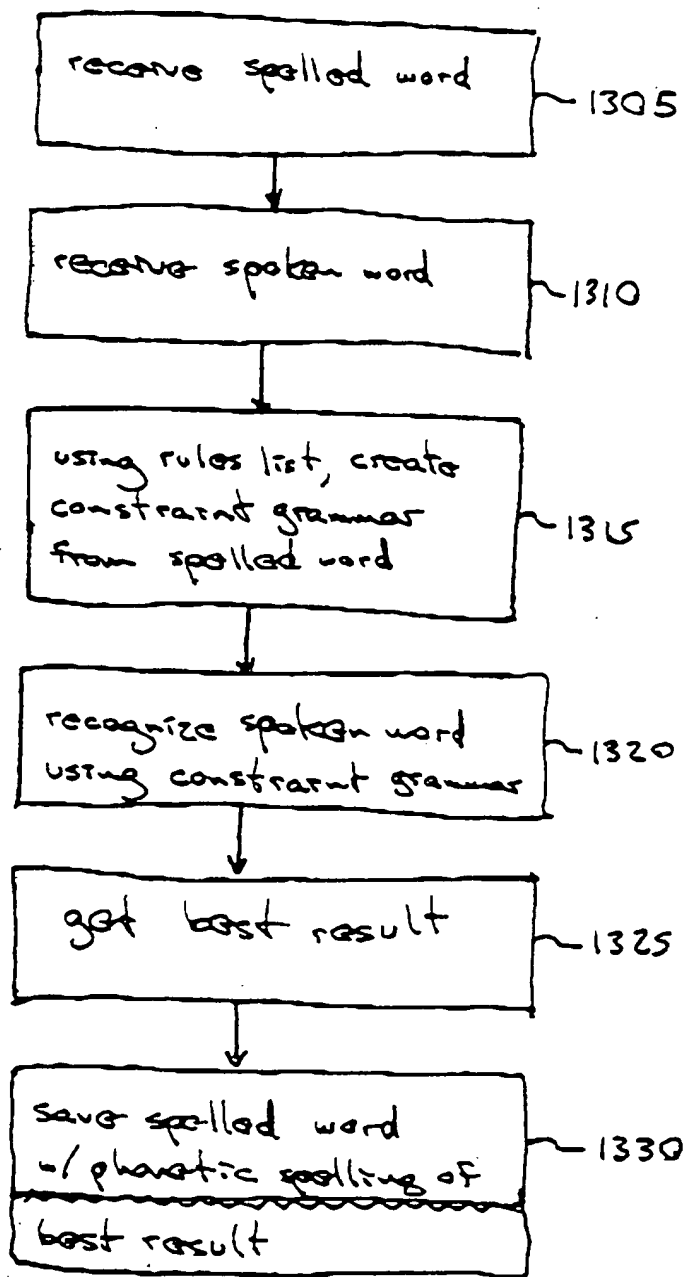 receive spelled word
1305
receive spoken word
1310
using rules list, create
constraint grammar
from spelled word
1315
recognize spoken word
using constraint grammar
1320
get best result
1325
save spelled word
w/ phonetic spelling of
best result
1330